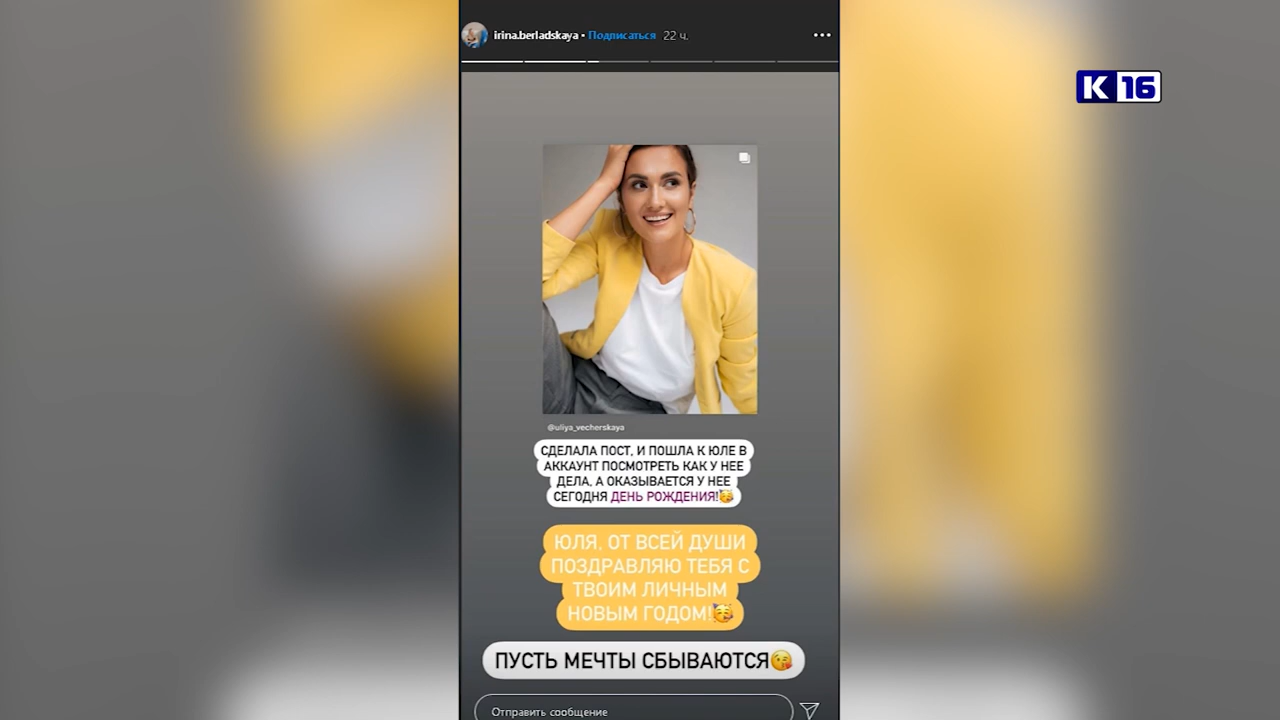 irina.berladskaya • Подписаться 22 ч.
K 16
@uliya_vecherskaya
СДЕЛАЛА ПОСТ, И ПОШЛА К ЮЛЕ В
АККАУНТ ПОСМОТРЕТЬ КАК У НЕЕ
ДЕЛА, А ОКАЗЫВАЕТСЯ У НЕЕ
СЕГОДНЯ ДЕНЬ РОЖДЕНИЯ!🥳
ЮЛЯ, ОТ ВСЕЙ ДУШИ
ПОЗДРАВЛЯЮ ТЕБЯ С
ТВОИМ ЛИЧНЫМ
НОВЫМ ГОДОМ!🥳
ПУСТЬ МЕЧТЫ СБЫВАЮТСЯ😘
Отправить сообщение